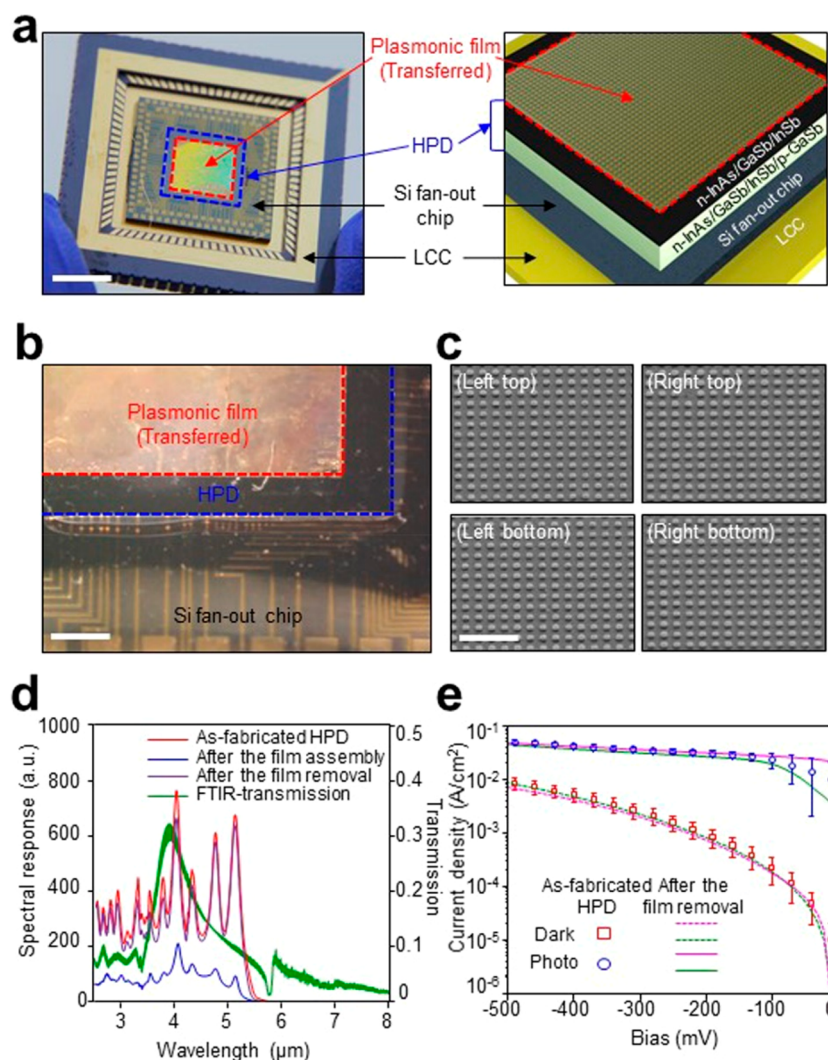 a
Plasmonic film
(Transferred)
HPD
Si fan-out
chip
LCC
n-InAs/GaSb/InSb
n-InAs/GaSb/InSb/p-GaSb
Si fan-out chip
LCC
b
Plasmonic film
(Transferred)
HPD
Si fan-out chip
c
(Left top)
(Right top)
(Left bottom)
(Right bottom)
d
Spectral response (a.u.)
1000
800
600
400
200
0
As-fabricated HPD
After the film assembly
After the film removal
FTIR-transmission
0.5
0.4
0.3
0.2
0.1
0
Transmission
3 4 5 6 7 8
Wavelength (μm)
e
Current density (A/cm²)
10⁻¹
10⁻²
10⁻³
10⁻⁴
10⁻⁵
10⁻⁶
As-fabricated
HPD
After the
film removal
Dark
Photo
-500 -400 -300 -200 -100 0
Bias (mV)